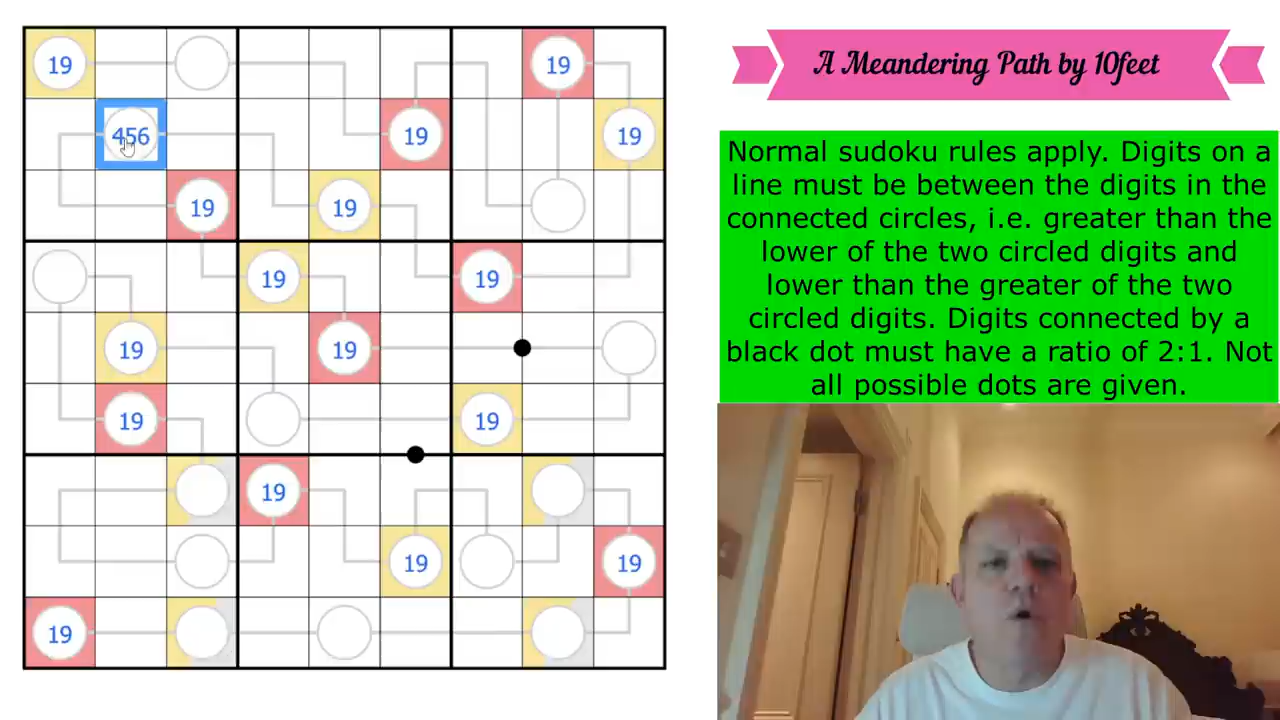 A Meandering Path by 10feet
Normal sudoku rules apply. Digits on a
line must be between the digits in the
connected circles, i.e. greater than the
lower of the two circled digits and
lower than the greater of the two
circled digits. Digits connected by a
black dot must have a ratio of 2:1. Not
all possible dots are given.
19 19
456 19 19
19 19
19 19
19 19
19 19
19
19 19
19